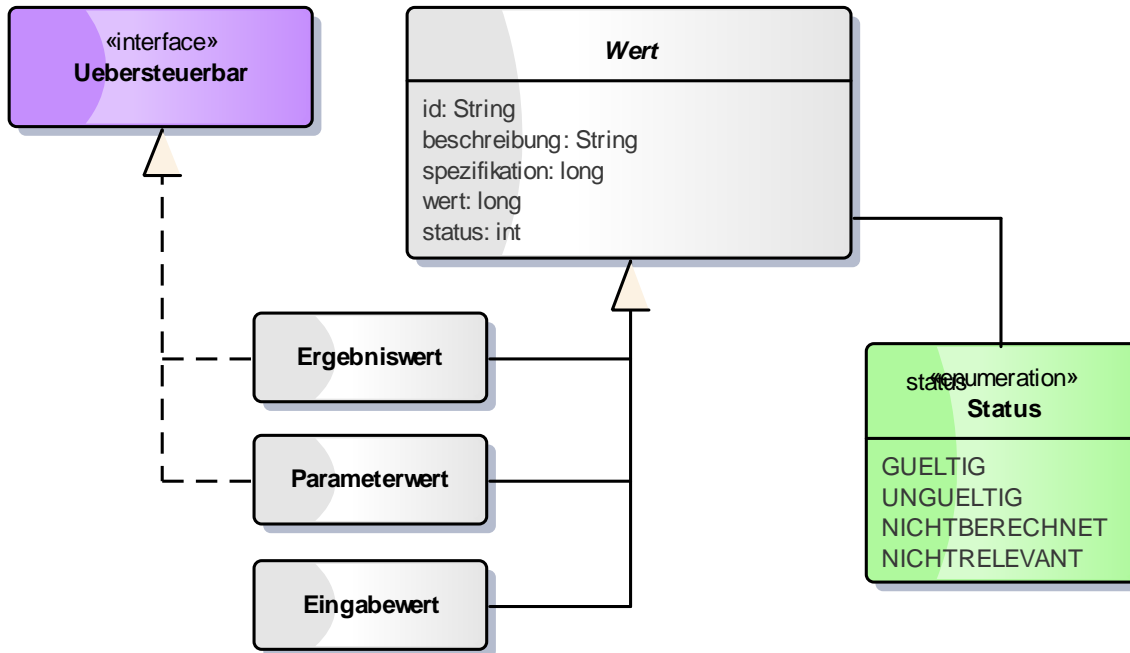 «interface»
Uebersteuerbar
Wert
id: String
beschreibung: String
spezifikation: long
wert: long
status: int
Ergebniswert
Parameterwert
Eingabewert
status
«enumeration»
Status
GUELTIG
UNGUELTIG
NICHTBERECHNET
NICHTRELEVANT